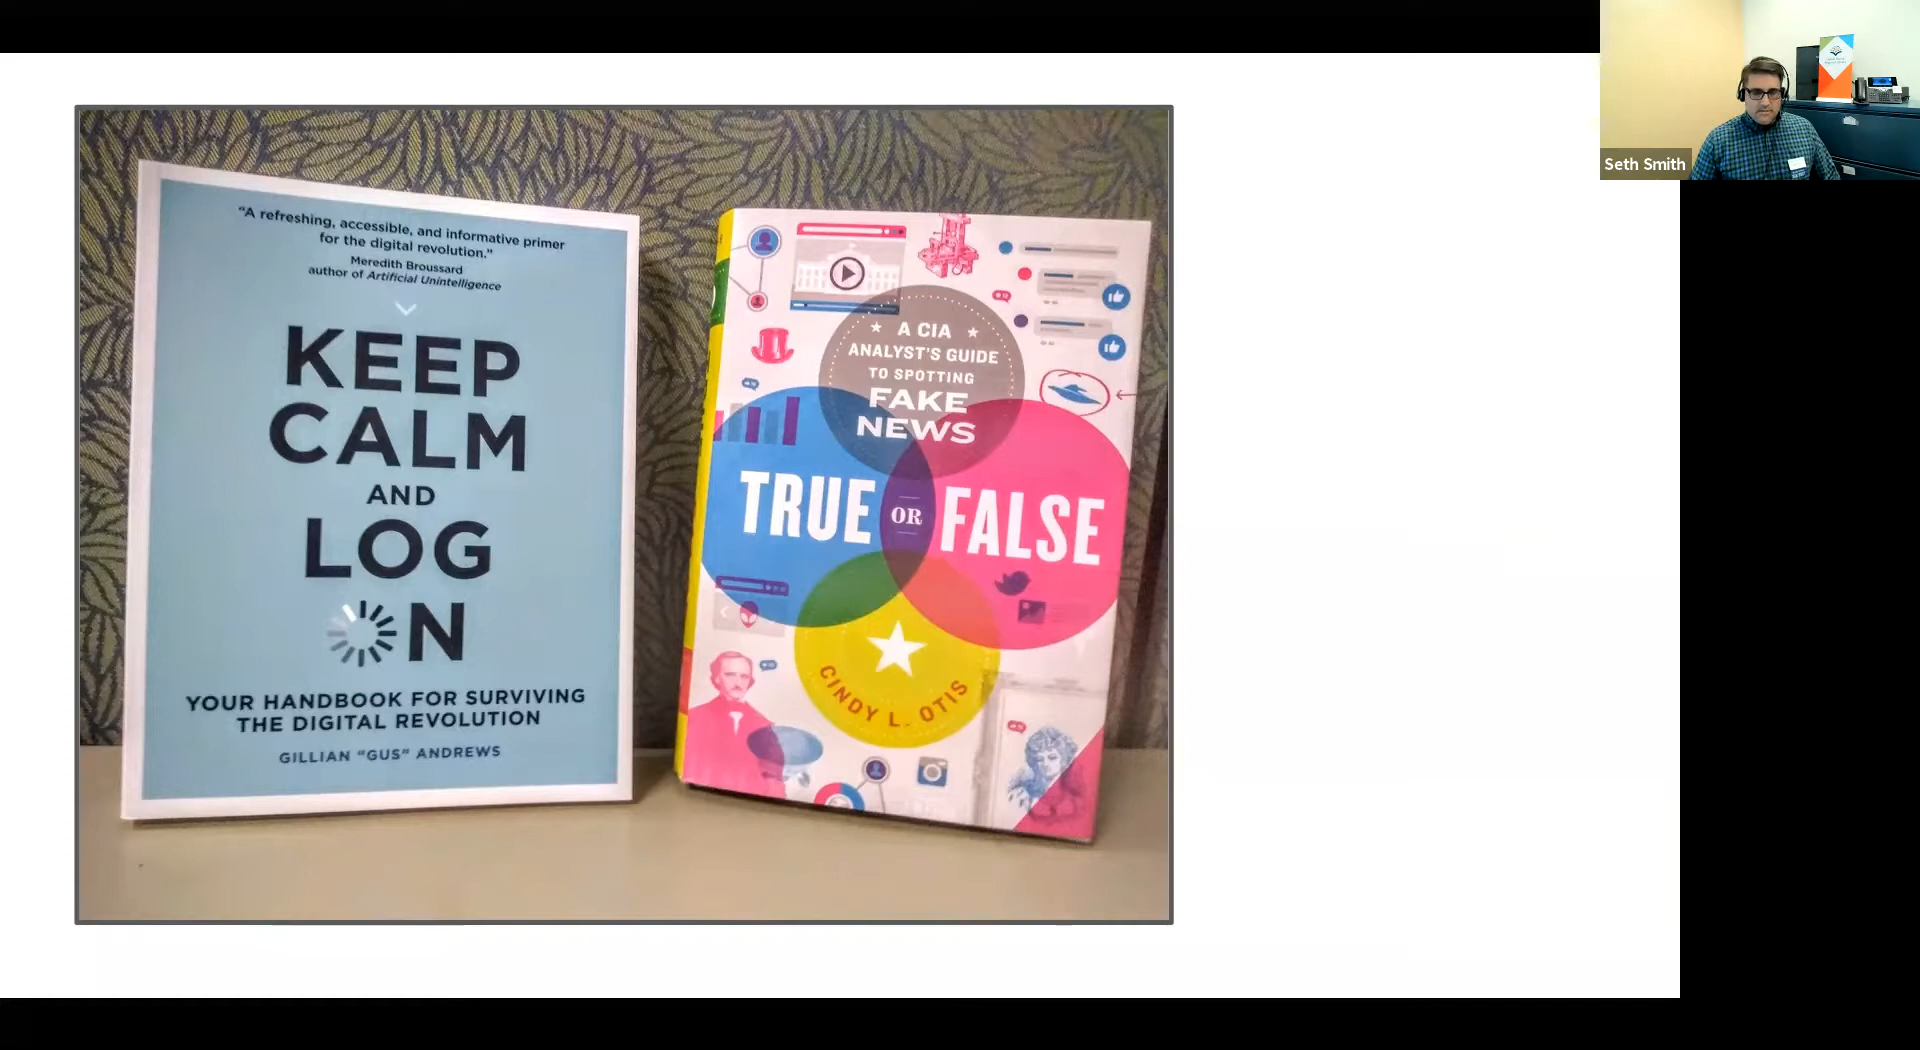 "A refreshing, accessible, and informative primer
for the digital revolution."
Meredith Broussard
author of Artificial Unintelligence
KEEP
CALM
AND
LOG
ON
YOUR HANDBOOK FOR SURVIVING
THE DIGITAL REVOLUTION
GILLIAN "GUS" ANDREWS
A CIA
ANALYST'S GUIDE
TO SPOTTING
FAKE
NEWS
TRUE OR FALSE
CINDY L. OTIS
Seth Smith